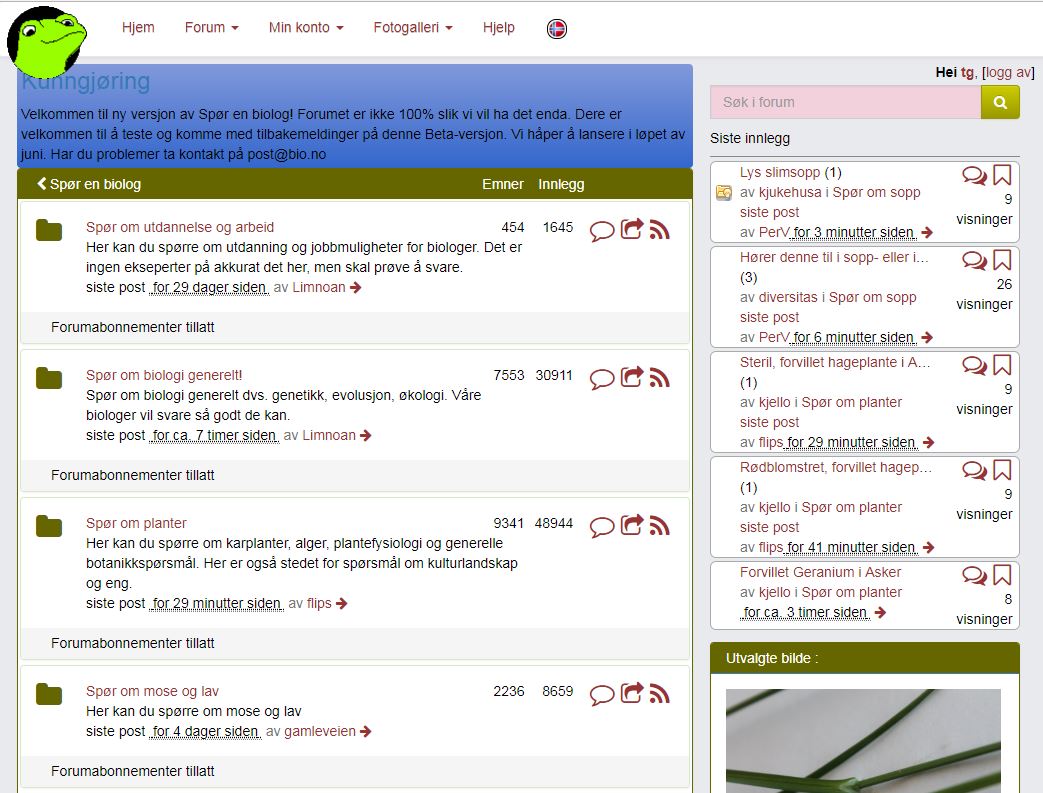 Hjem Forum Min konto Fotogalleri Hjelp
Hei tg, [logg av]
Kunngjøring
Velkommen til ny versjon av Spør en biolog! Forumet er ikke 100% slik vi vil ha det enda. Dere er
velkommen til å teste og komme med tilbakemeldinger på denne Beta-versjon. Vi håper å lansere i løpet av
juni. Har du problemer ta kontakt på post@bio.no
Spør en biolog Emner Innlegg
Spør om utdannelse og arbeid 454 1645
Her kan du spørre om utdanning og jobbmuligheter for biologer. Det er
ingen eksperter på akkurat det her, men skal prøve å svare.
siste post for 29 dager siden av Limnoan
Forumabonnementer tillatt
Spør om biologi generelt! 7553 30911
Spør om biologi generelt dvs. genetikk, evolusjon, økologi. Våre
biologer vil svare så godt de kan.
siste post for ca. 7 timer siden av Limnoan
Forumabonnementer tillatt
Spør om planter 9341 48944
Her kan du spørre om karplanter, alger, plantefysiologi og generelle
botanikkspørsmål. Her er også stedet for spørsmål om kulturlandskap
og eng.
siste post for 29 minutter siden av flips
Forumabonnementer tillatt
Spør om mose og lav 2236 8659
Her kan du spørre om mose og lav
siste post for 4 dager siden av gamleveien
Forumabonnementer tillatt
Søk i forum
Siste innlegg
Lys slimsopp (1)
av kjukehusa i Spør om sopp
siste post
av PerV for 3 minutter siden
9
visninger
Hører denne til i sopp- eller i...
(3)
av diversitas i Spør om sopp
siste post
av PerV for 6 minutter siden
26
visninger
Steril, forvillet hageplante i A...
(1)
av kjello i Spør om planter
siste post
av flips for 29 minutter siden
9
visninger
Rødblomstret, forvillet hagep...
(1)
av kjello i Spør om planter
siste post
av flips for 41 minutter siden
9
visninger
Forvillet Geranium i Asker
av kjello i Spør om planter
for ca. 3 timer siden
8
visninger
Utvalgte bilde :